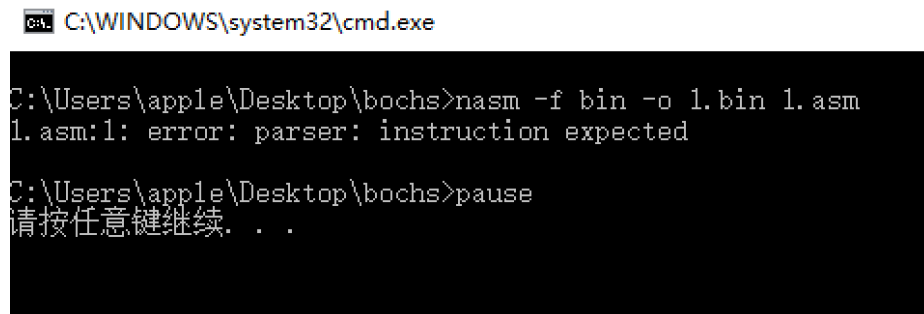 C:\WINDOWS\system32\cmd.exe
C:\Users\apple\Desktop\bochs>nasm -f bin -o 1.bin 1.asm
1.asm:1: error: parser: instruction expected
C:\Users\apple\Desktop\bochs>pause
请按任意键继续. . .